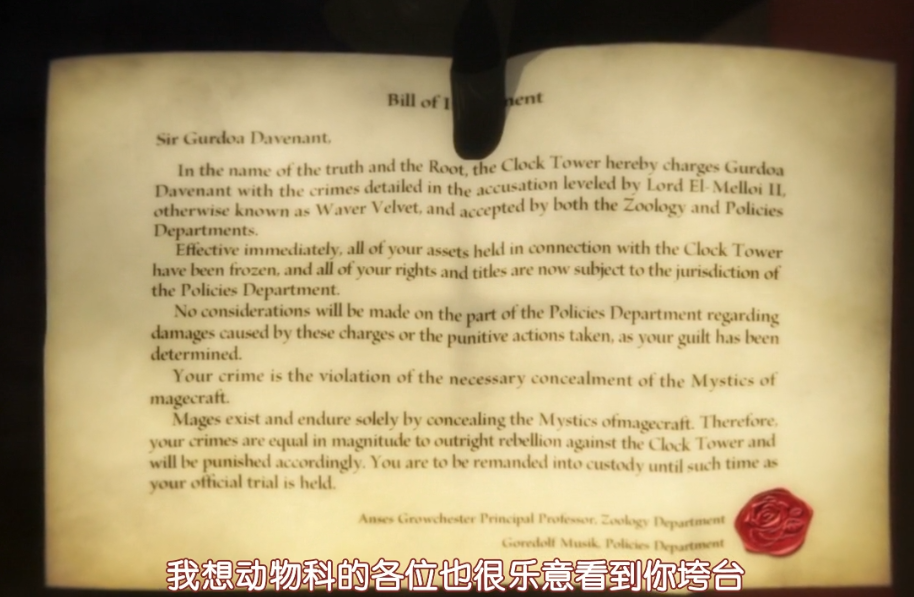 Bill of I ment
Sir Gurdoa Davenant,
In the name of the truth and the Root, the Clock Tower hereby charges Gurdoa
Davenant with the crimes detailed in the accusation leveled by Lord El-Melloi II,
otherwise known as Waver Velvet, and accepted by both the Zoology and Policies
Departments.
Effective immediately, all of your assets held in connection with the Clock Tower
have been frozen, and all of your rights and titles are now subject to the jurisdiction of
the Policies Department.
No considerations will be made on the part of the Policies Department regarding
damages caused by these charges or the punitive actions taken, as your guilt has been
determined.
Your crime is the violation of the necessary concealment of the Mystics of
magecraft.
Mages exist and endure solely by concealing the Mystics ofmagecraft. Therefore,
your crimes are equal in magnitude to outright rebellion against the Clock Tower and
will be punished accordingly. You are to be remanded into custody until such time as
your official trial is held.
Anses Growchester Principal Professor, Zoology Department
Goredolf Musik, Policies Department
我想动物科的各位也很乐意看到你垮台